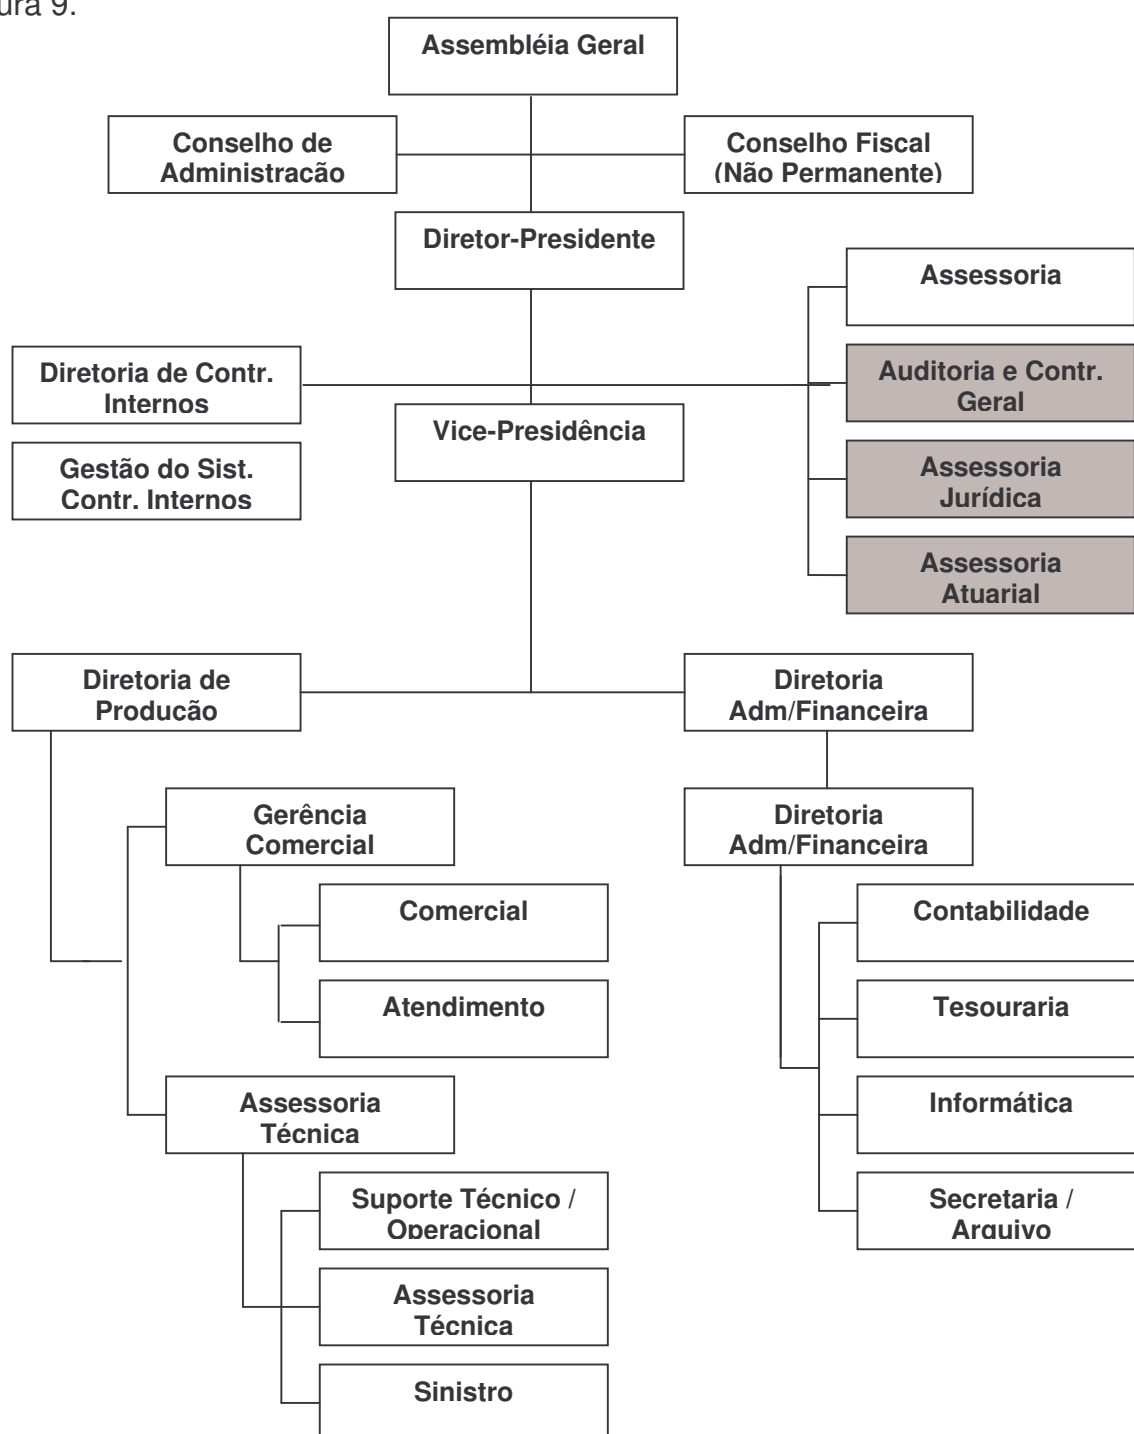 ura 9.
Assembléia Geral
Conselho de
Administração
Conselho Fiscal
(Não Permanente)
Diretor-Presidente
Assessoria
Diretoria de Contr.
Internos
Auditoria e Contr.
Geral
Vice-Presidência
Gestão do Sist.
Contr. Internos
Assessoria
Jurídica
Assessoria
Atuarial
Diretoria de
Produção
Diretoria
Adm/Financeira
Gerência
Comercial
Diretoria
Adm/Financeira
Comercial
Contabilidade
Atendimento
Tesouraria
Assessoria
Técnica
Informática
Suporte Técnico /
Operacional
Secretaria /
Arquivo
Assessoria
Técnica
Sinistro